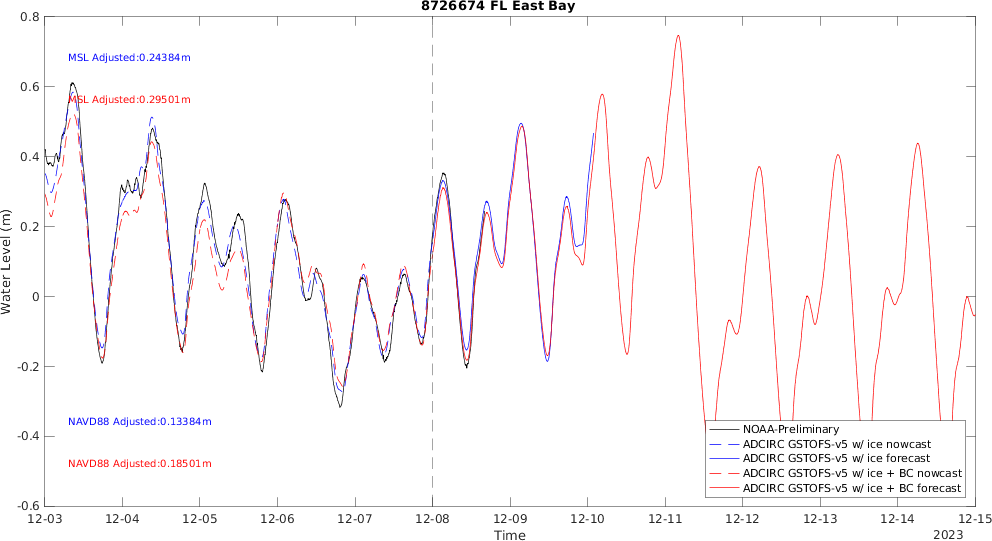 8726674 FL East Bay
0.8
MSL Adjusted:0.24384m
0.6
MSL Adjusted:0.29501m
0.4
0.2
Water Level (m)
0
-0.2
NAVD88 Adjusted:0.13384m
-0.4
NAVD88 Adjusted:0.18501m
-0.6
NOAA-Preliminary
ADCIRC GSTOFS-v5 w/ ice nowcast
ADCIRC GSTOFS-v5 w/ ice forecast
ADCIRC GSTOFS-v5 w/ ice + BC nowcast
ADCIRC GSTOFS-v5 w/ ice + BC forecast
12-03 12-04 12-05 12-06 12-07 12-08 12-09 12-10 12-11 12-12 12-13 12-14 12-15
Time
2023